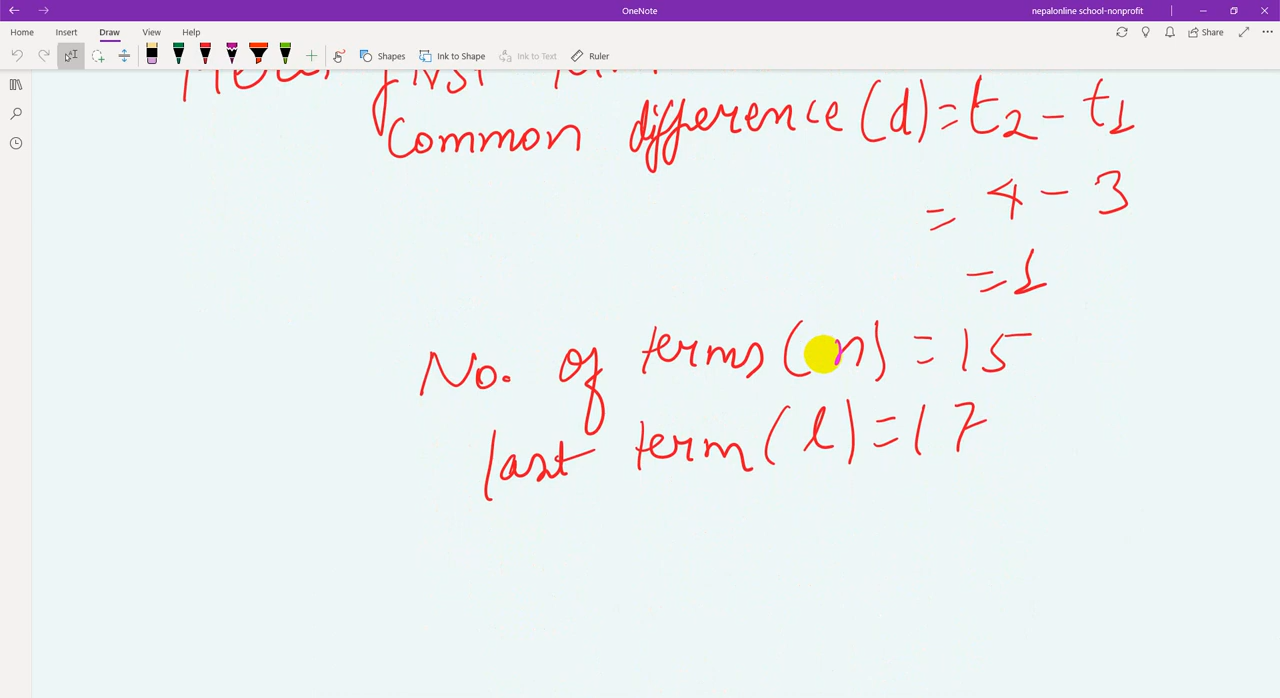 OneNote
nepalonline school-nonprofit
Home Insert Draw View Help
Share
Shapes Ink to Shape Ink to Text Ruler
first
Common difference (d) = t2 - t1
= 4 - 3
= 1
No. of terms (n) = 15
last term (l) = 17